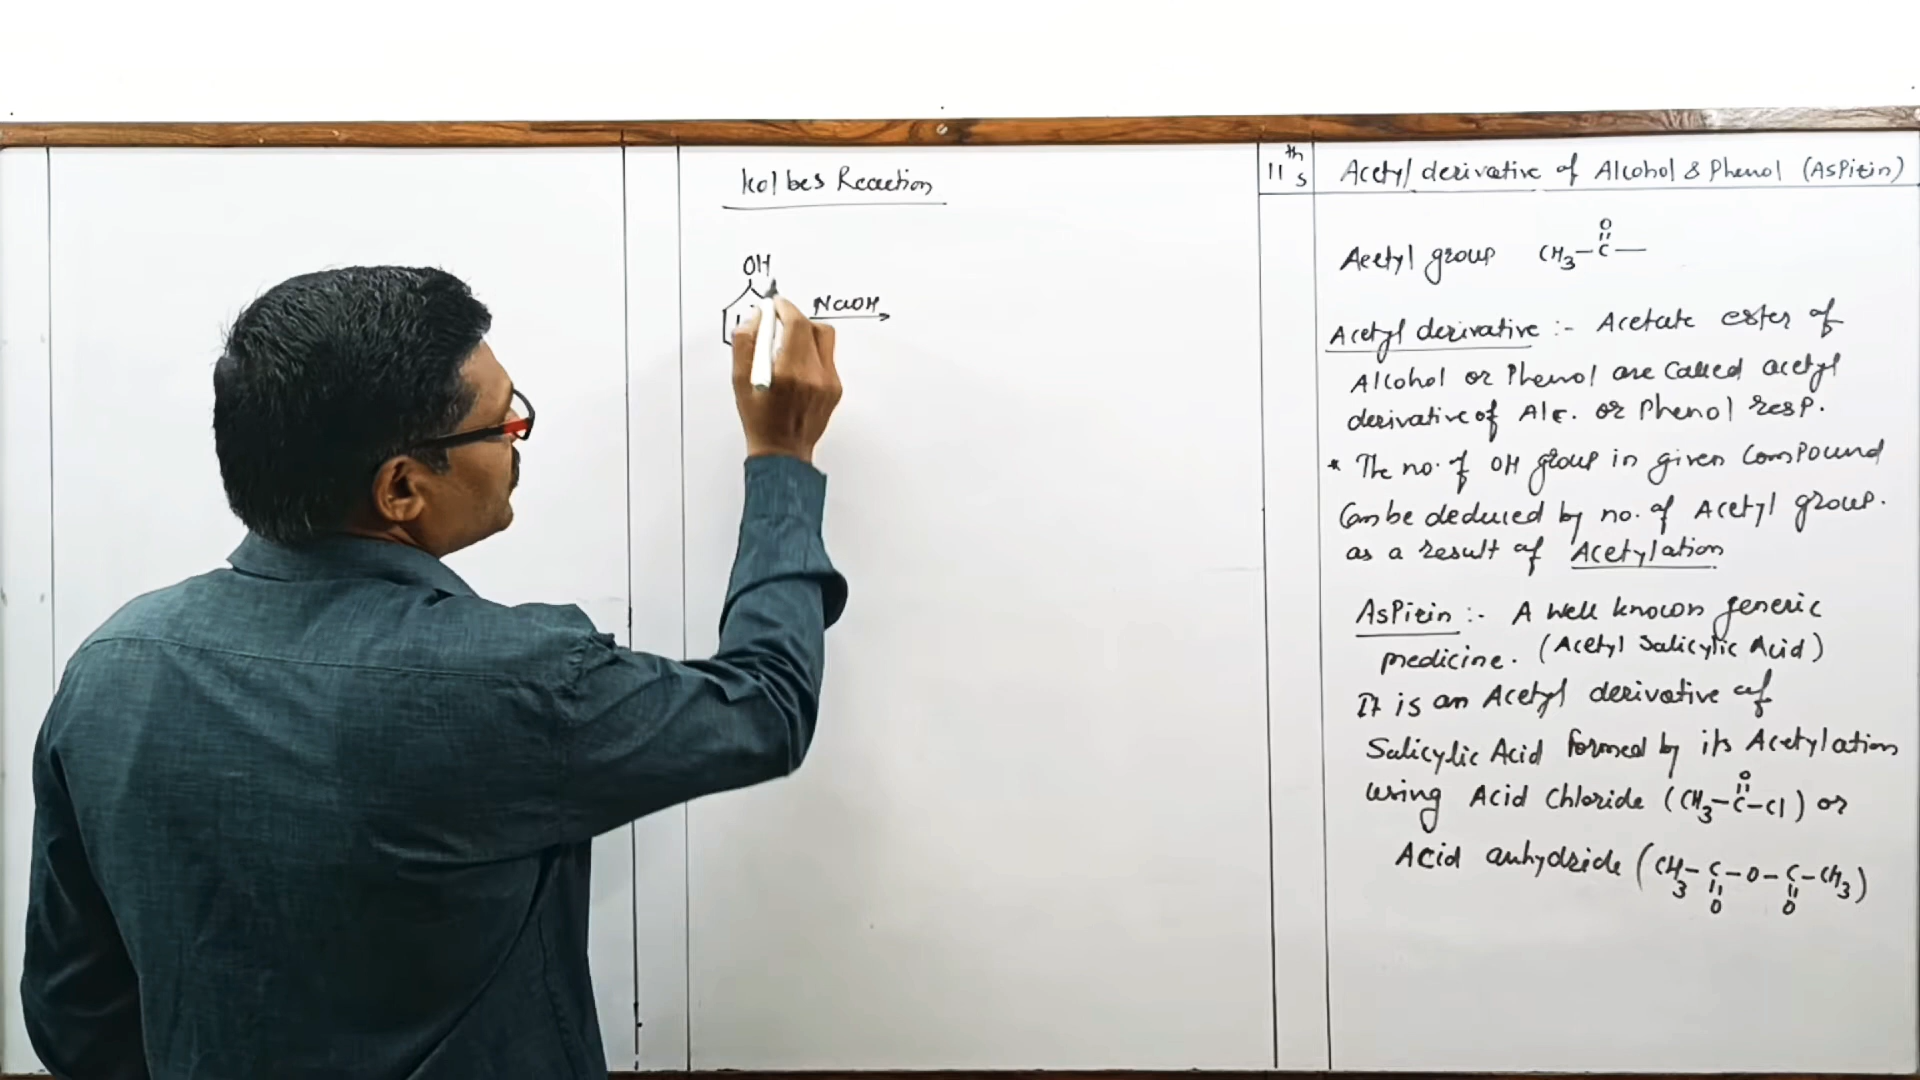 Kolbes Reaction
OH
NaOH
11th S
Acetyl derivative of Alcohol & Phenol (AsPirin)
Acetyl group CH3-C-
O
Acetyl derivative :- Acetate ester of
Alcohol or Phenol are called acetyl
derivative of Alc. or Phenol resp.
* The no. of OH group in given Compound
Can be deduced by no. of Acetyl group.
as a result of Acetylation
AsPirin :- A well known generic
medicine. (Acetyl Salicylic Acid)
It is an Acetyl derivative of
Salicylic Acid formed by its Acetylation
using Acid Chloride (CH3-C-Cl) or
O
Acid anhydride (CH3-C-O-C-CH3)
O O